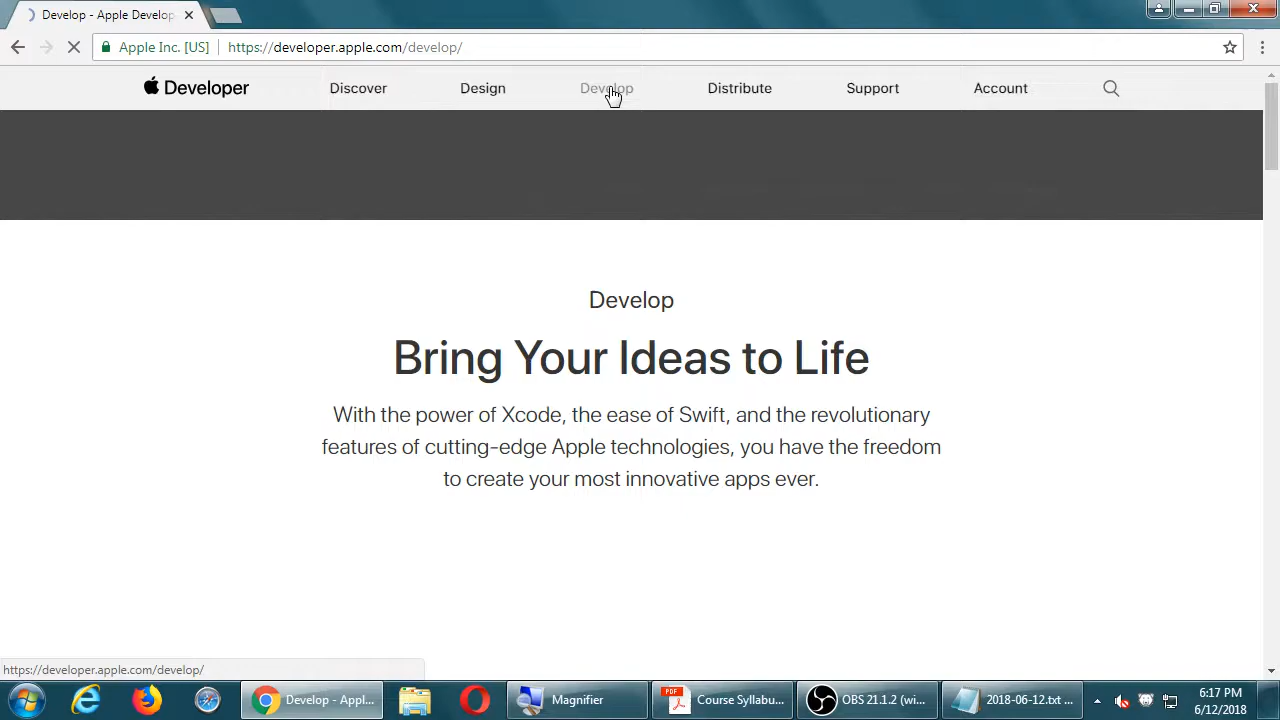 Develop - Apple Develop
Apple Inc. [US]
https://developer.apple.com/develop/
Developer
Discover
Design
Develop
Distribute
Support
Account
Develop
Bring Your Ideas to Life
With the power of Xcode, the ease of Swift, and the revolutionary
features of cutting-edge Apple technologies, you have the freedom
to create your most innovative apps ever.
https://developer.apple.com/develop/
Develop - Appl...
Magnifier
PDF
Course Syllabu...
OBS 21.1.2 (wi...
2018-06-12.txt ...
6:17 PM
6/12/2018